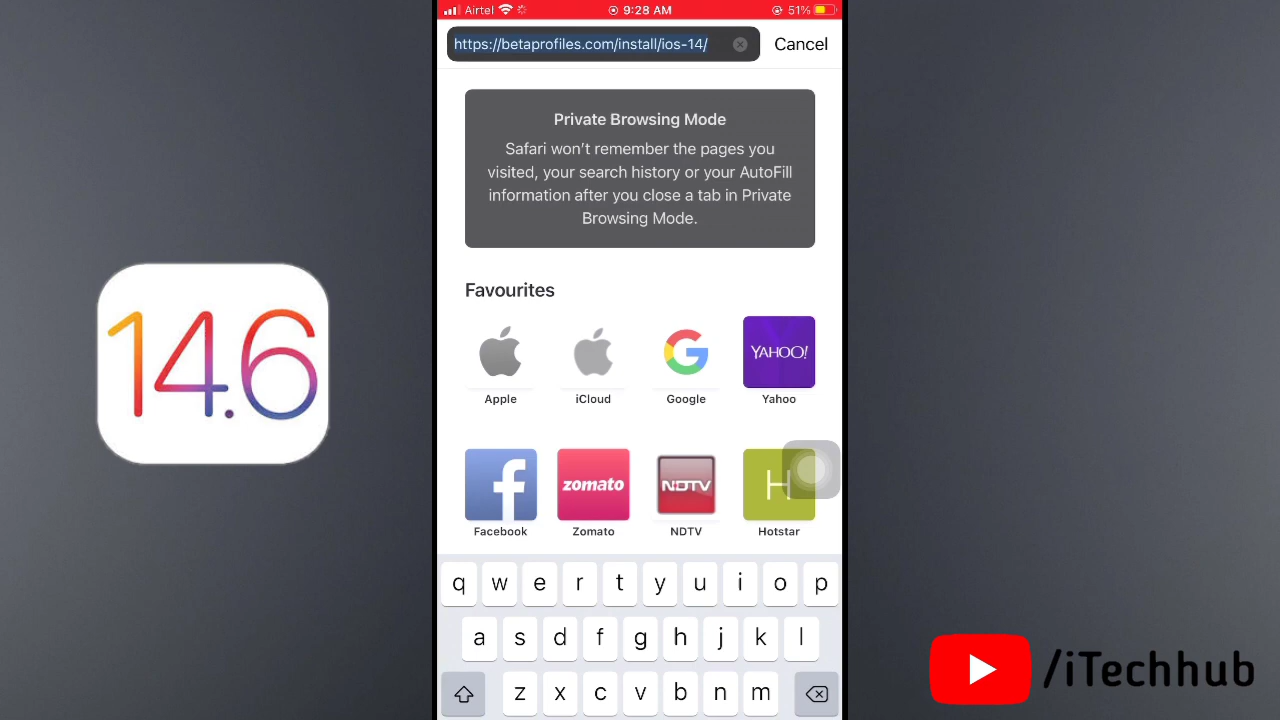 Airtel 9:28 AM 51%
https://betaprofiles.com/install/ios-14/ Cancel
Private Browsing Mode
Safari won't remember the pages you
visited, your search history or your AutoFill
information after you close a tab in Private
Browsing Mode.
Favourites
YAHOO!
Apple iCloud Google Yahoo
14.6
f zomato NDTV H
Facebook Zomato NDTV Hotstar
q w e r t y u i o p
a s d f g h j k l
z x c v b n m
/iTechhub